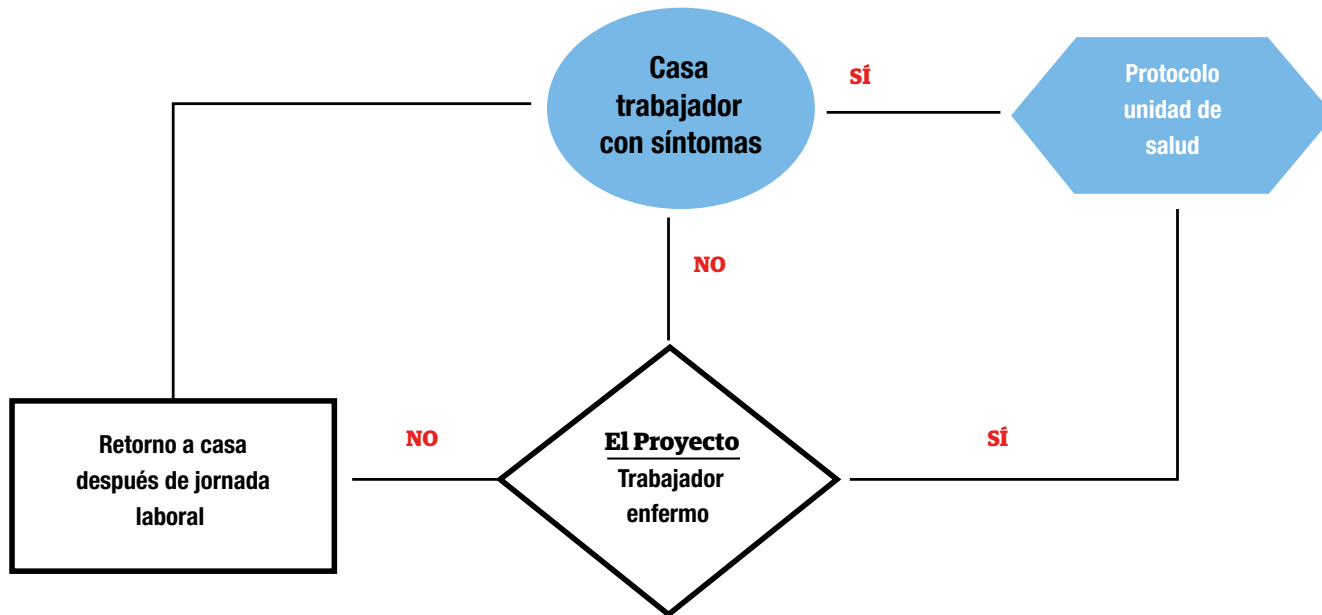 Casa
trabajador
con síntomas
SÍ
Protocolo
unidad de
salud
NO
Retorno a casa
después de jornada
laboral
NO
El Proyecto
Trabajador
enfermo
SÍ